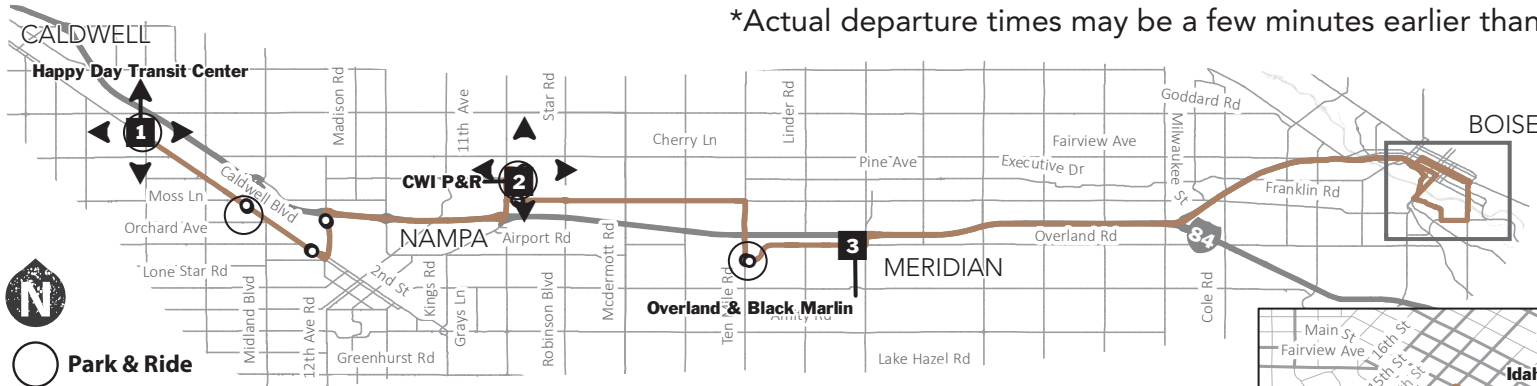 *Actual departure times may be a few minutes earlier than
CALDWELL
Happy Day Transit Center
1
Madison Rd
11th Ave
Star Rd
Linder Rd
Goddard Rd
Milwaukee St
BOISE
Cherry Ln
Fairview Ave
Pine Ave
Executive Dr
CWI P&R
2
Caldwell Blvd
Moss Ln
Franklin Rd
Orchard Ave
NAMPA
Airport Rd
3
Overland Rd
84
MERIDIAN
Lone Star Rd
2nd St
Kings Rd
Grays Ln
Mcdermott Rd
Ten Mile Rd
Cole Rd
N
Midland Blvd
12th Ave Rd
Robinson Blvd
Overland & Black Marlin
Amity Rd
Main St
16th St
Fairview Ave
15th St
Park & Ride
Greenhurst Rd
Lake Hazel Rd